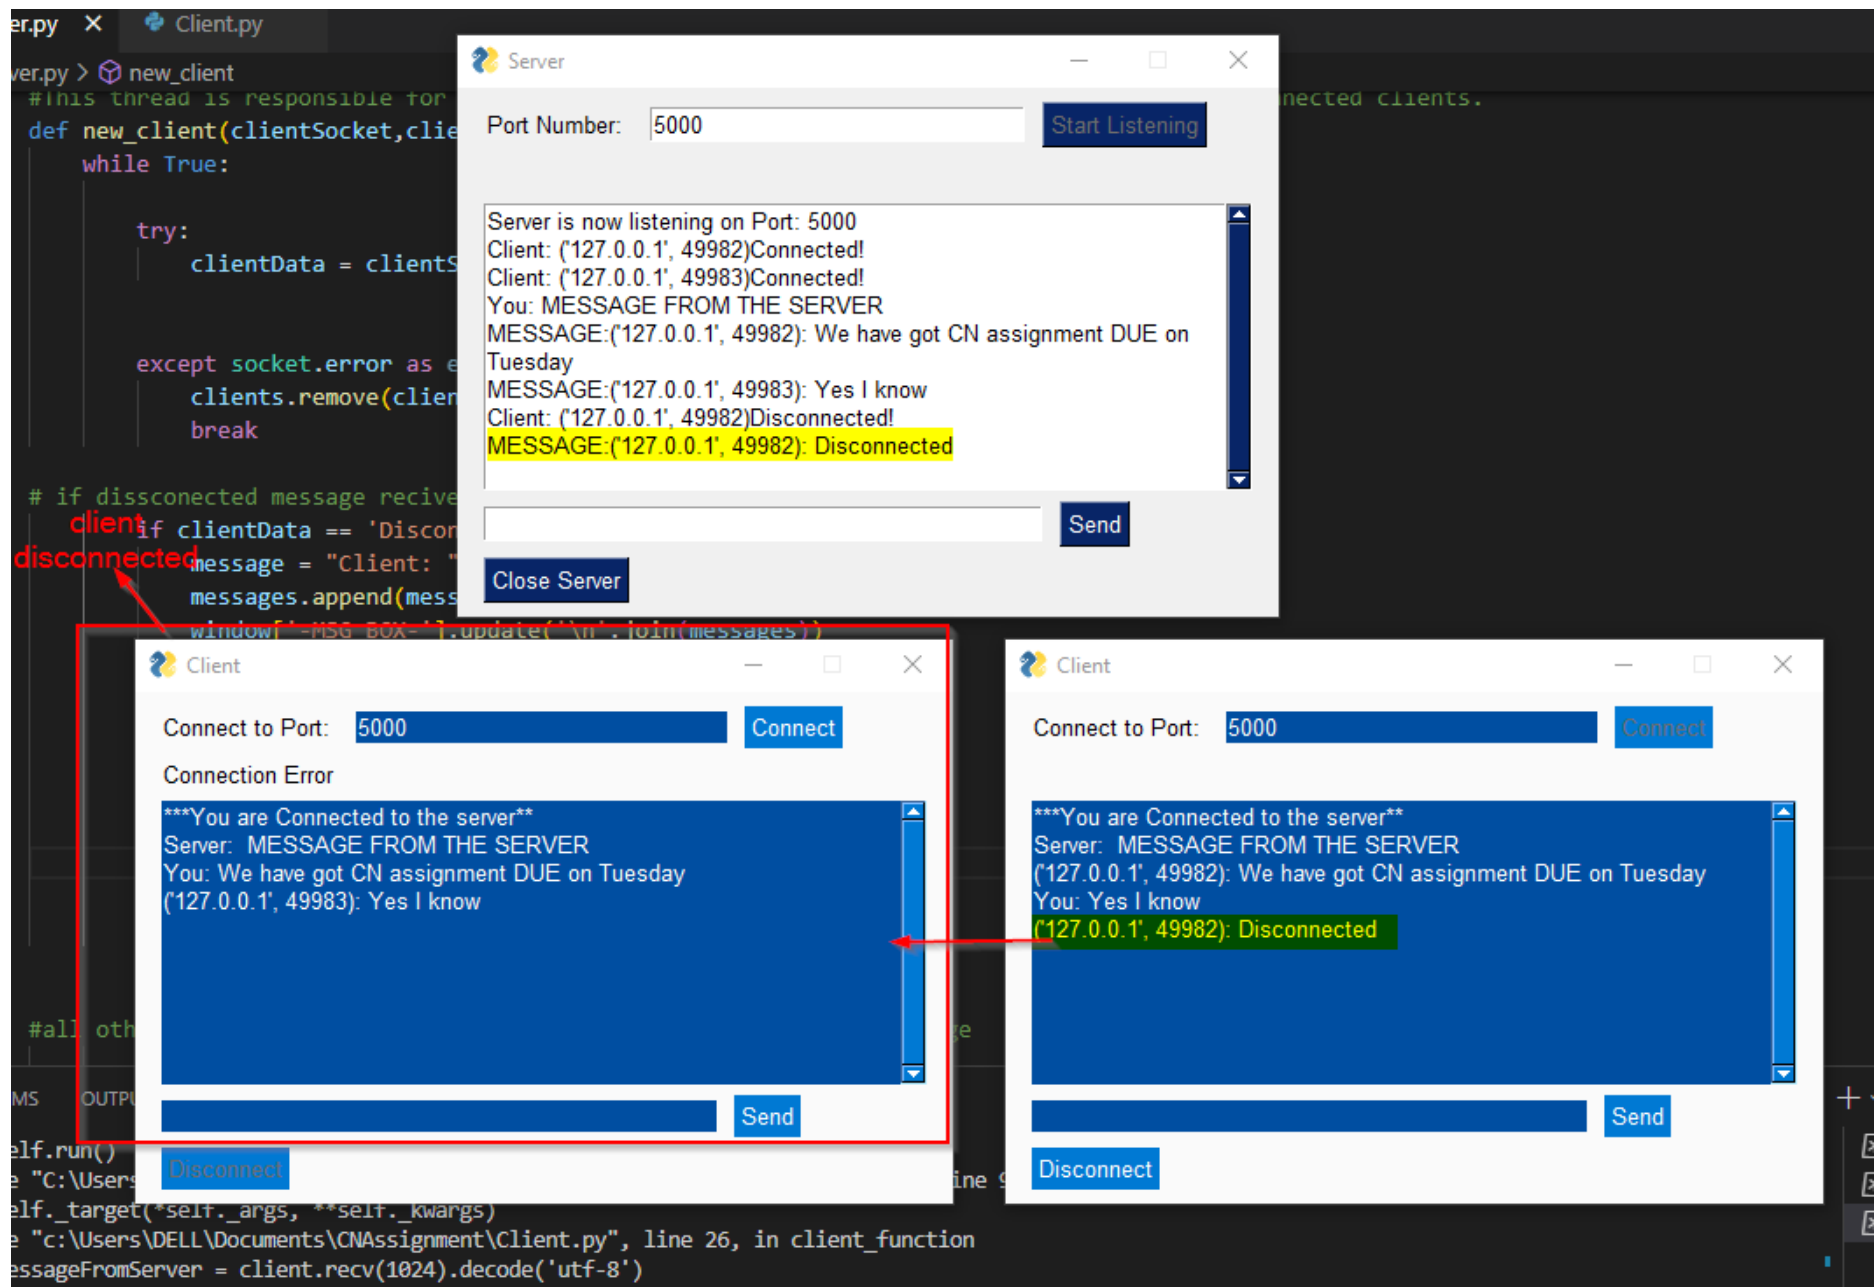 er.py × Client.py
ver.py > new_client
#This thread is responsible for
nected clients.
def new_client(clientSocket,clie
while True:
try:
clientData = clientS
except socket.error as e
clients.remove(clien
break
# if dissconected message recive
if clientData == 'Discon
message = "Client: "
messages.append(mess
window['-MSG BOX-'].update('\n'.join(messages))
client
disconnected
#all oth
ge
Server
Port Number: 5000 Start Listening
Server is now listening on Port: 5000
Client: ('127.0.0.1', 49982)Connected!
Client: ('127.0.0.1', 49983)Connected!
You: MESSAGE FROM THE SERVER
MESSAGE:('127.0.0.1', 49982): We have got CN assignment DUE on
Tuesday
MESSAGE:('127.0.0.1', 49983): Yes I know
Client: ('127.0.0.1', 49982)Disconnected!
MESSAGE:('127.0.0.1', 49982): Disconnected
Send
Close Server
Client
Connect to Port: 5000 Connect
Connection Error
***You are Connected to the server**
Server:  MESSAGE FROM THE SERVER
You: We have got CN assignment DUE on Tuesday
('127.0.0.1', 49983): Yes I know
Send
Disconnect
Client
Connect to Port: 5000 Connect
***You are Connected to the server**
Server:  MESSAGE FROM THE SERVER
('127.0.0.1', 49982): We have got CN assignment DUE on Tuesday
You: Yes I know
('127.0.0.1', 49982): Disconnected
Send
Disconnect
MS OUTPU
elf.run()
e "C:\Users
ine 9
elf._target(*self._args, **self._kwargs)
e "c:\Users\DELL\Documents\CNAssignment\Client.py", line 26, in client_function
essageFromServer = client.recv(1024).decode('utf-8')